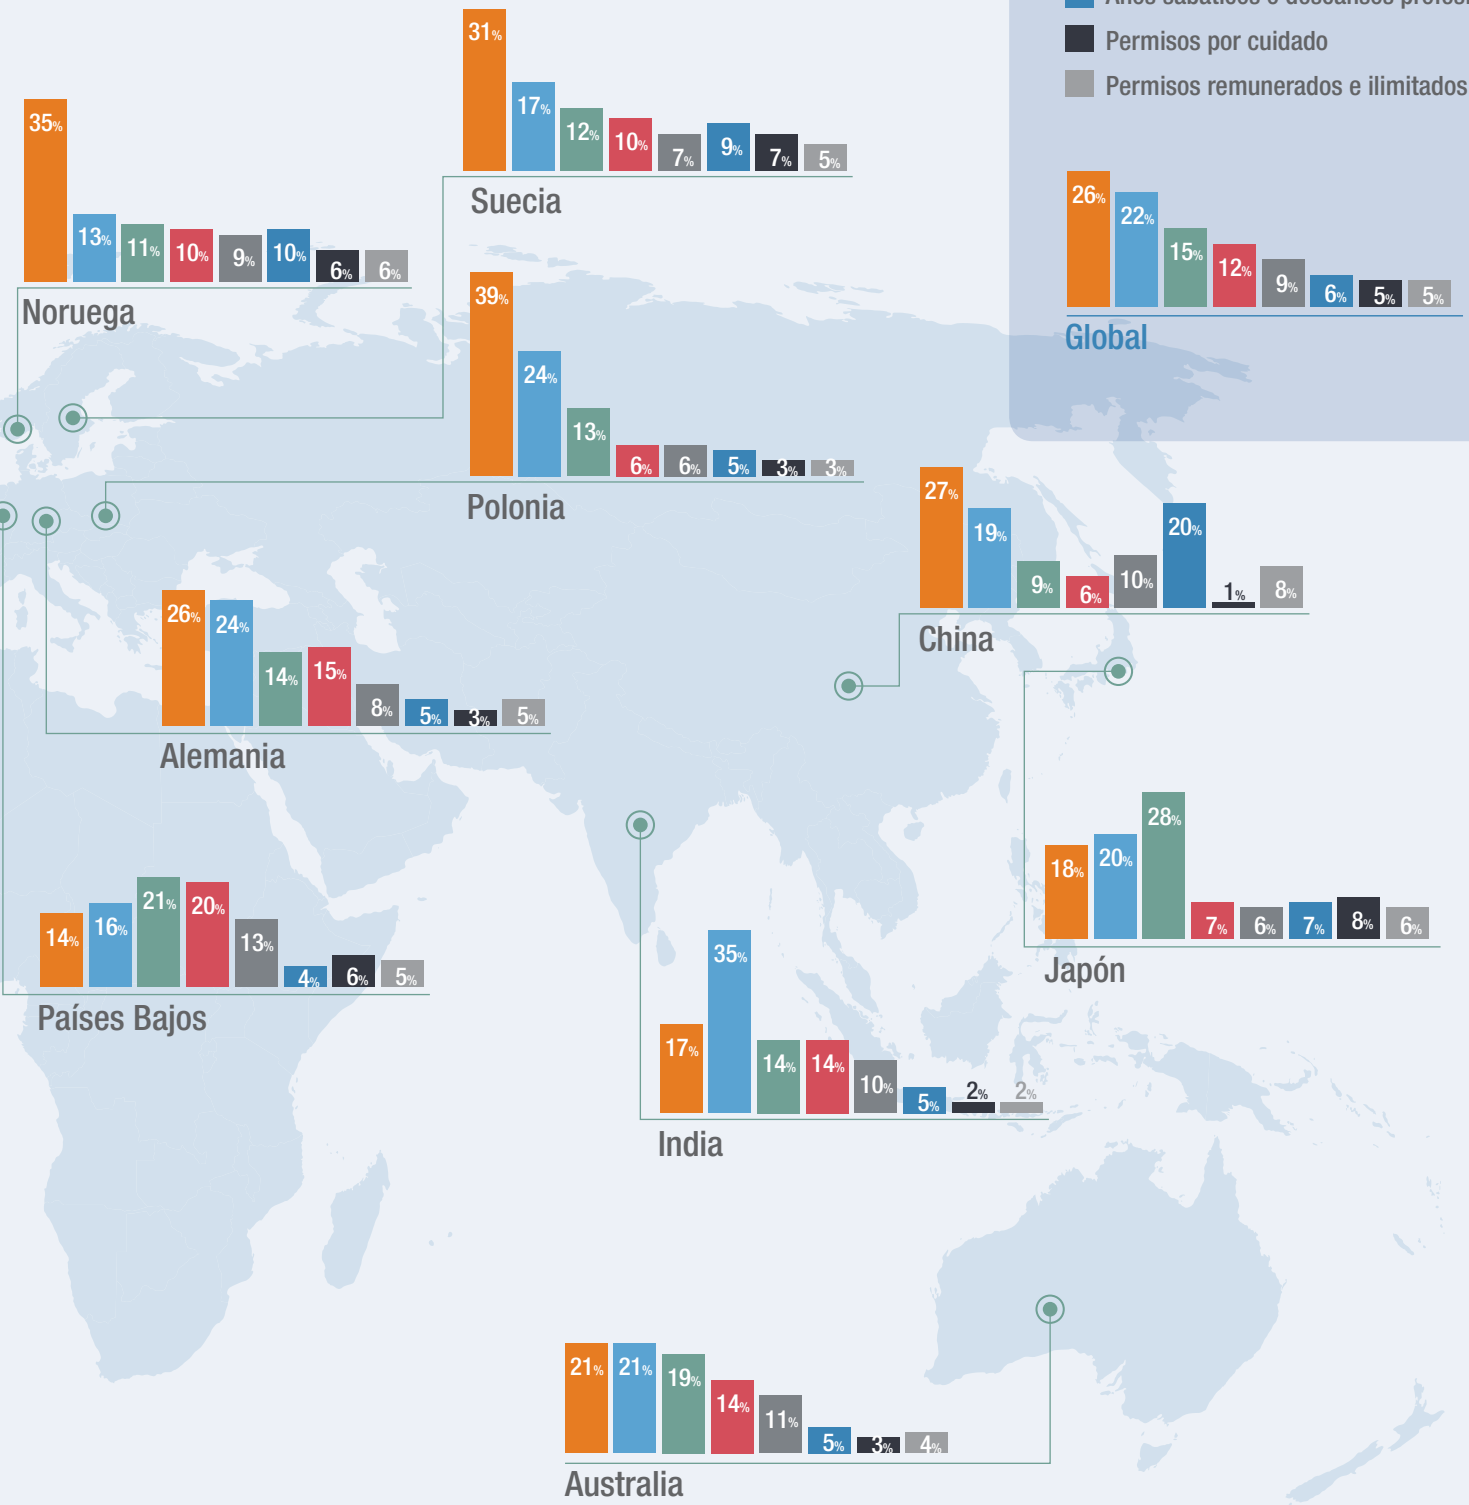 Años sabáticos o descansos
Permisos por cuidado
Permisos remunerados e ilimitados
31% 17% 12% 10% 7% 9% 7% 5%
Suecia
35% 13% 11% 10% 9% 10% 6% 6%
Noruega
26% 22% 15% 12% 9% 6% 5% 5%
Global
39% 24% 13% 6% 6% 5% 3% 3%
Polonia
27% 19% 9% 6% 10% 20% 1% 8%
China
26% 24% 14% 15% 8% 5% 3% 5%
Alemania
18% 20% 28% 7% 6% 7% 8% 6%
Japón
14% 16% 21% 20% 13% 4% 6% 5%
Países Bajos
17% 35% 14% 14% 10% 5% 2% 2%
India
21% 21% 19% 14% 11% 5% 3% 4%
Australia